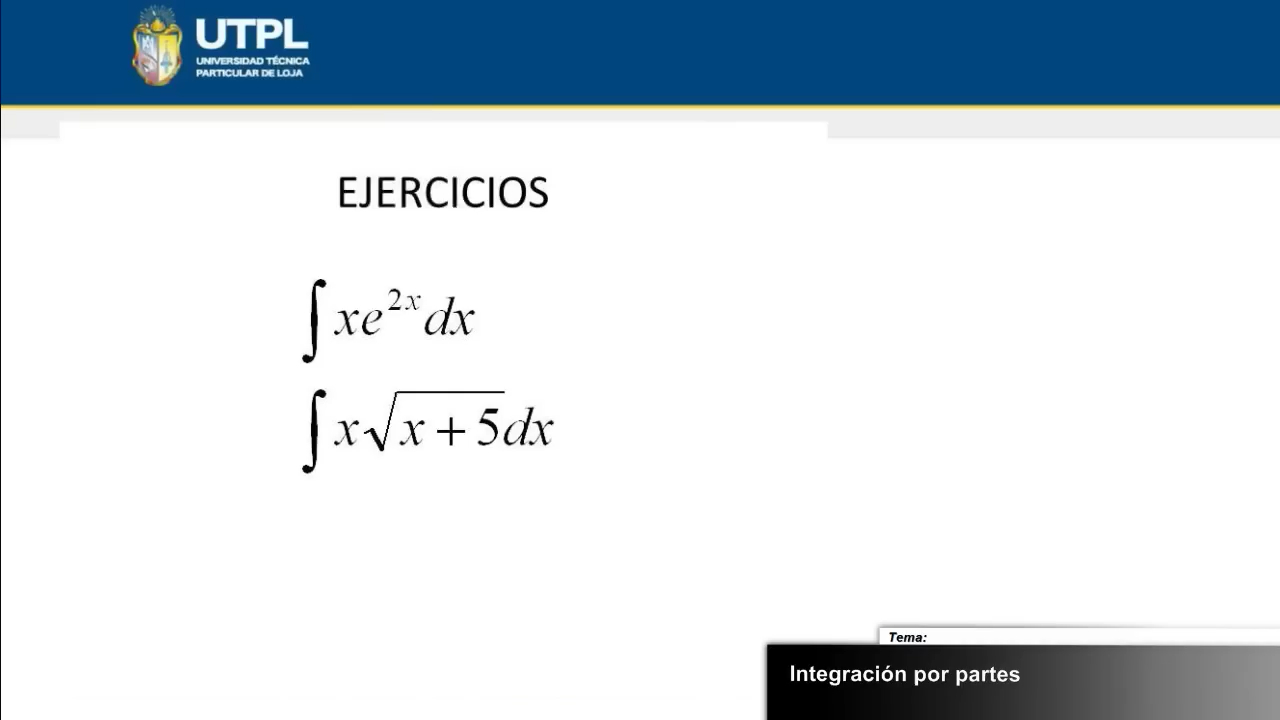 UTPL
UNIVERSIDAD TÉCNICA
PARTICULAR DE LOJA
EJERCICIOS
∫ xe^{2x} dx
∫ x√(x + 5) dx
Tema:
Integración por partes